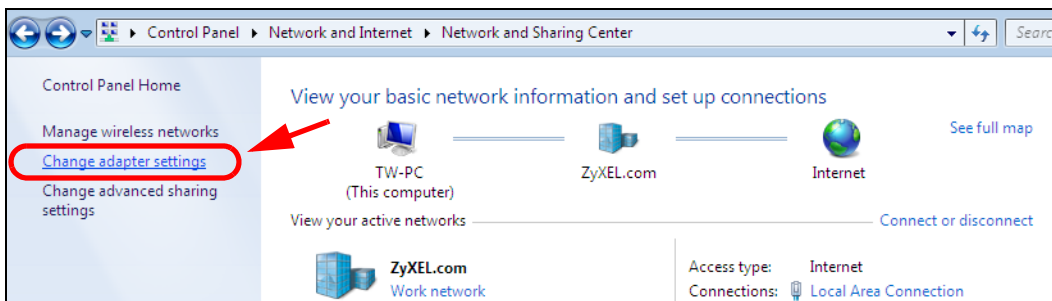 Control Panel Network and Internet Network and Sharing Center
Control Panel Home
Manage wireless networks
Change adapter settings
Change advanced sharing
settings
View your basic network information and set up connections
See full map
TW-PC
(This computer)
ZyXEL.com
Internet
View your active networks
Connect or disconnect
ZyXEL.com
Work network
Access type: Internet
Connections: Local Area Connection